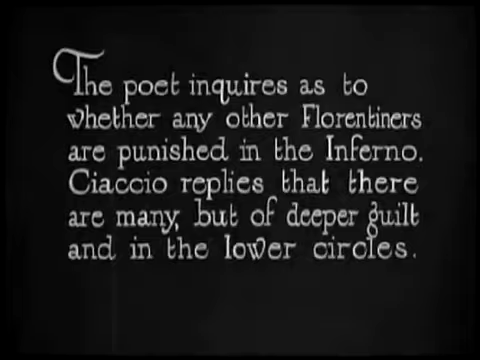 The poet inquires as to
whether any other Florentiners
are punished in the Inferno.
Ciaccio replies that there
are many, but of deeper guilt
and in the lower circles.